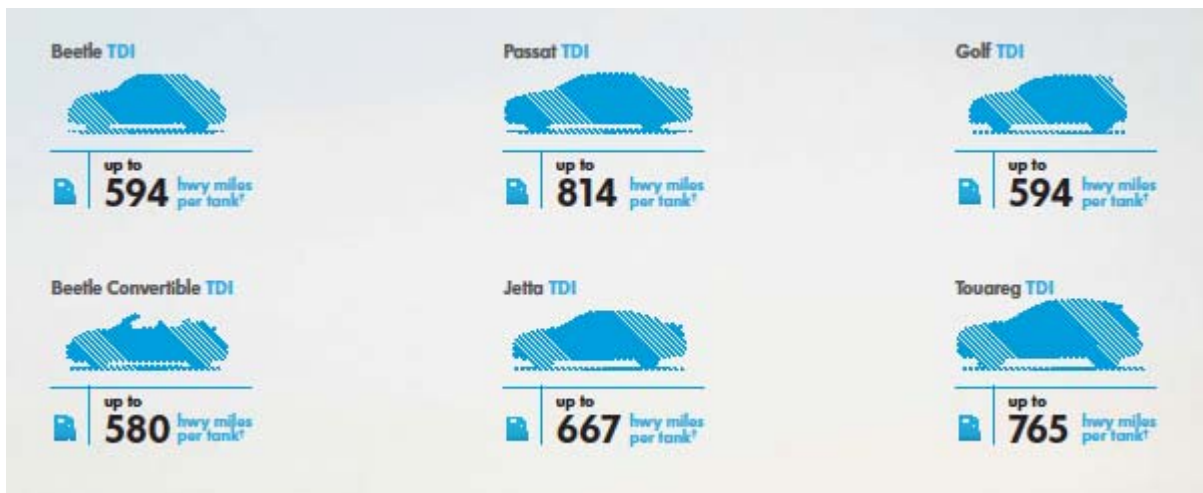 Beetle TDI
up to
594 hwy miles
per tank†
Passat TDI
up to
814 hwy miles
per tank†
Golf TDI
up to
594 hwy miles
per tank†
Beetle Convertible TDI
up to
580 hwy miles
per tank†
Jetta TDI
up to
667 hwy miles
per tank†
Touareg TDI
up to
765 hwy miles
per tank†